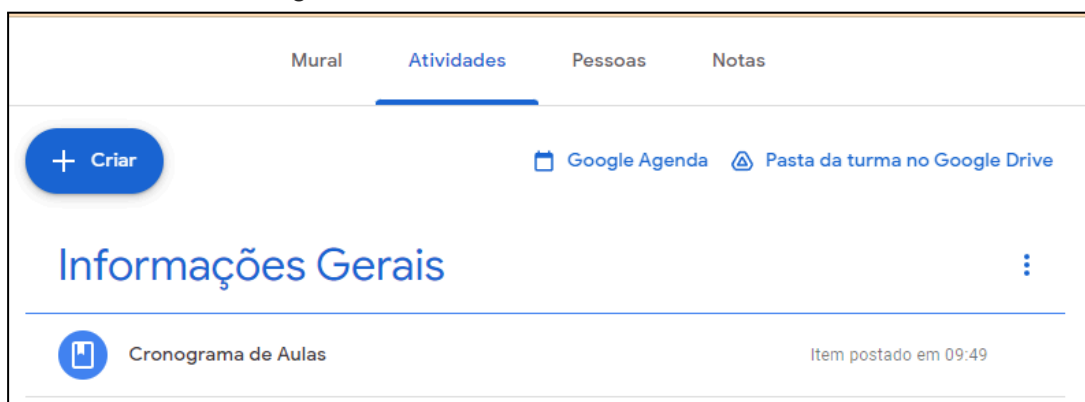 Mural Atividades Pessoas Notas
+ Criar Google Agenda Pasta da turma no Google Drive
Informações Gerais
Cronograma de Aulas Item postado em 09:49